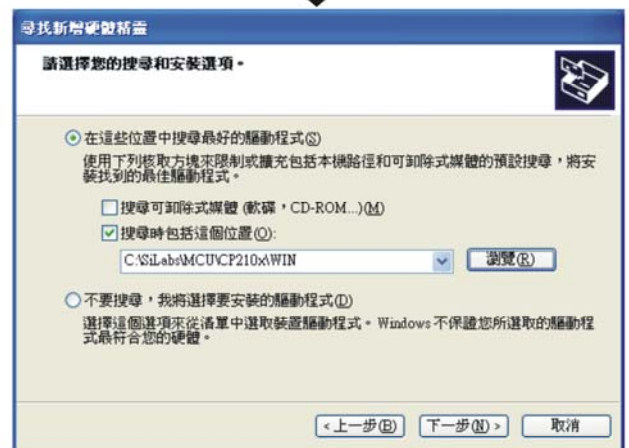 尋找新增硬體精靈
請選擇您的搜尋和安裝選項。
在這些位置中搜尋最好的驅動程式(S)
使用下列核取方塊來限制或擴充包括本機路徑和可卸除式媒體的預設搜尋，將安
裝找到的最佳驅動程式。
搜尋可卸除式媒體 (軟碟，CD-ROM...)(M)
搜尋時包括這個位置(O):
C:\SiLabs\MCU\CP210x\WIN
瀏覽(R)
不要搜尋，我將選擇要安裝的驅動程式(D)
選擇這個選項來從清單中選取裝置驅動程式。Windows 不保證您所選取的驅動程
式最符合您的硬體。
<上一步(B)
下一步(N)>
取消